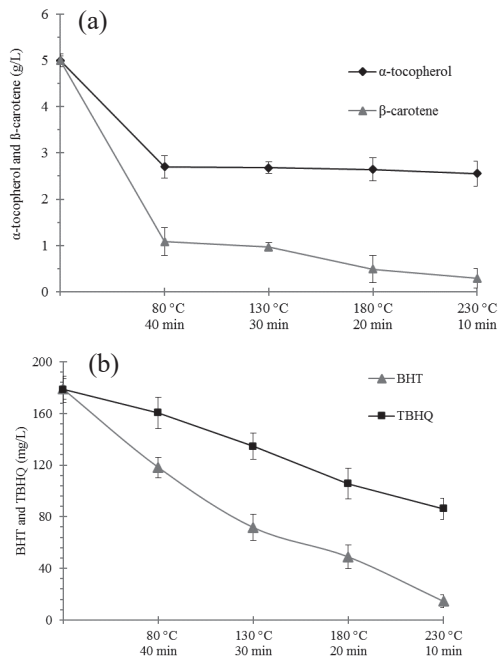 (a)
6
5
4
3
2
1
0
α-tocopherol and ß-carotene (g/L)
α-tocopherol
β-carotene
80 °C 130 °C 180 °C 230 °C
40 min 30 min 20 min 10 min
(b)
200
160
120
80
40
0
BHT and TBHQ (mg/L)
BHT
TBHQ
80 °C 130 °C 180 °C 230 °C
40 min 30 min 20 min 10 min